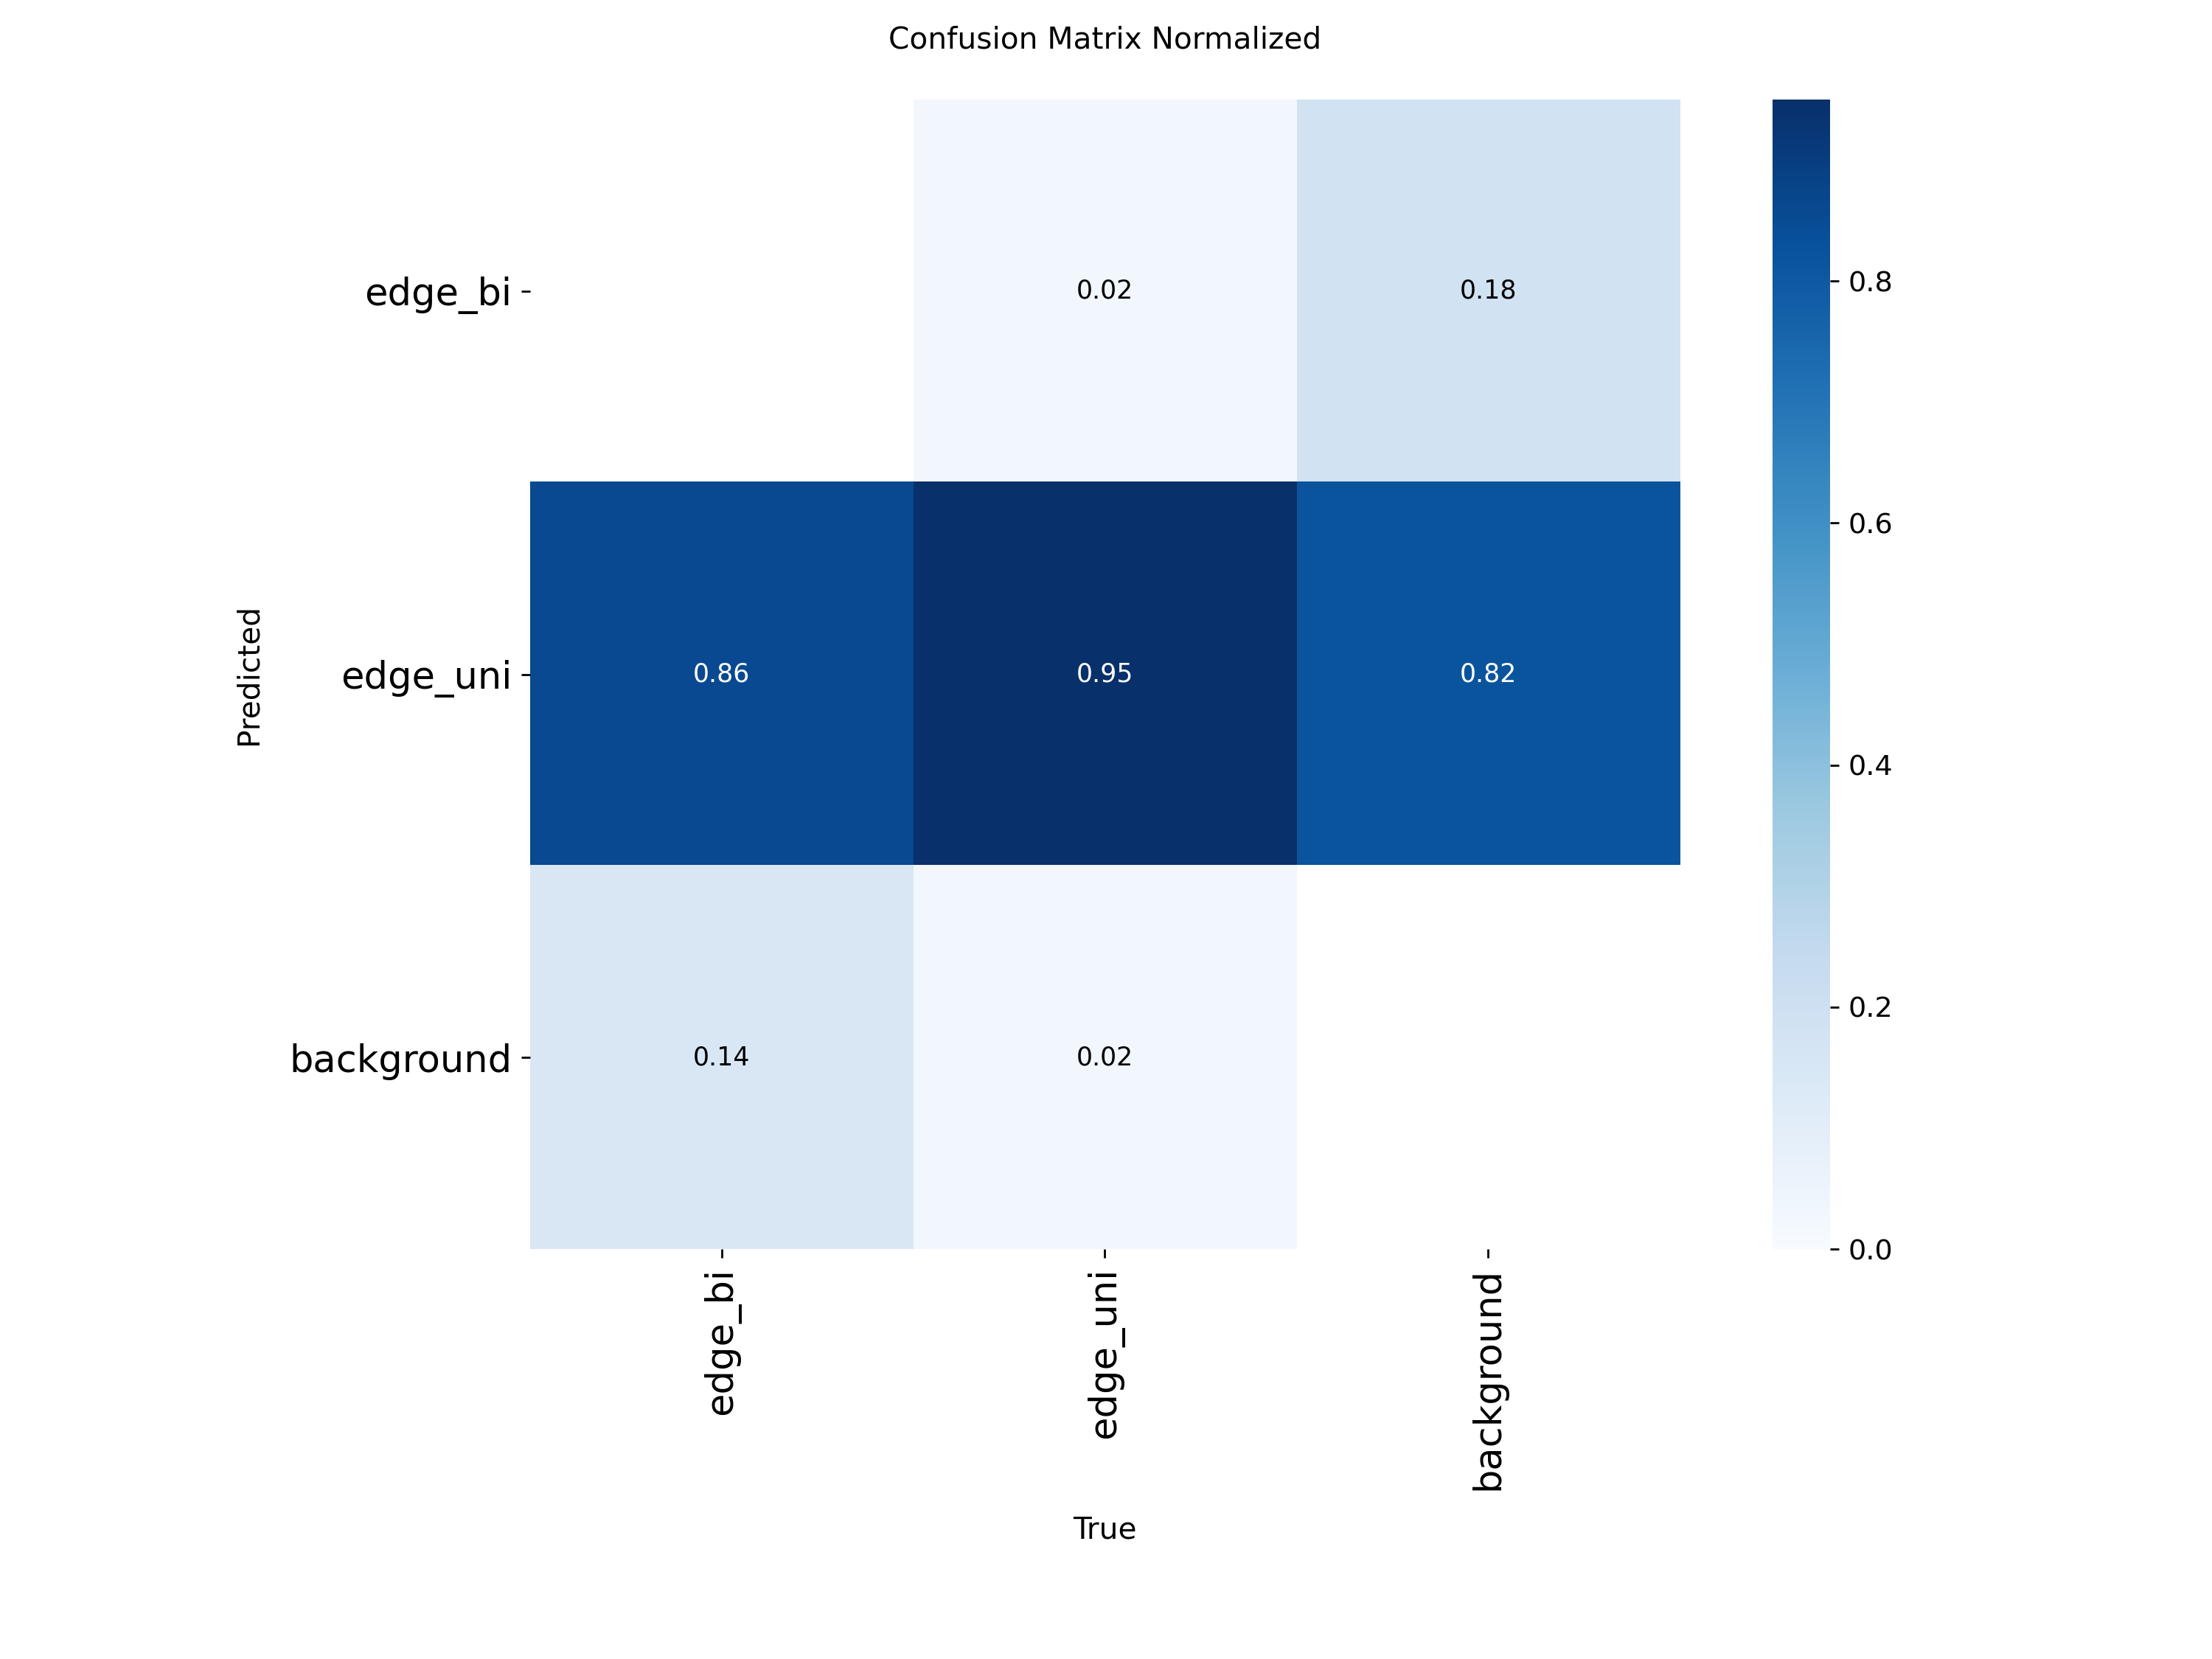 Confusion Matrix Normalized
edge_bi
0.02
0.18
edge_uni
0.86
0.95
0.82
background
0.14
0.02
Predicted
edge_bi
edge_uni
background
True
0.8
0.6
0.4
0.2
0.0